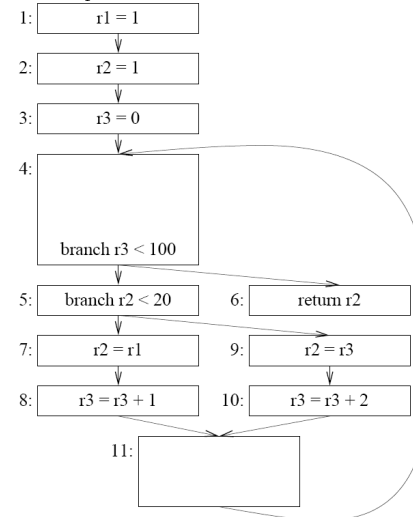 1: r1 = 1
2: r2 = 1
3: r3 = 0
4:
branch r3 < 100
5: branch r2 < 20 6: return r2
7: r2 = r1 9: r2 = r3
8: r3 = r3 + 1 10: r3 = r3 + 2
11: